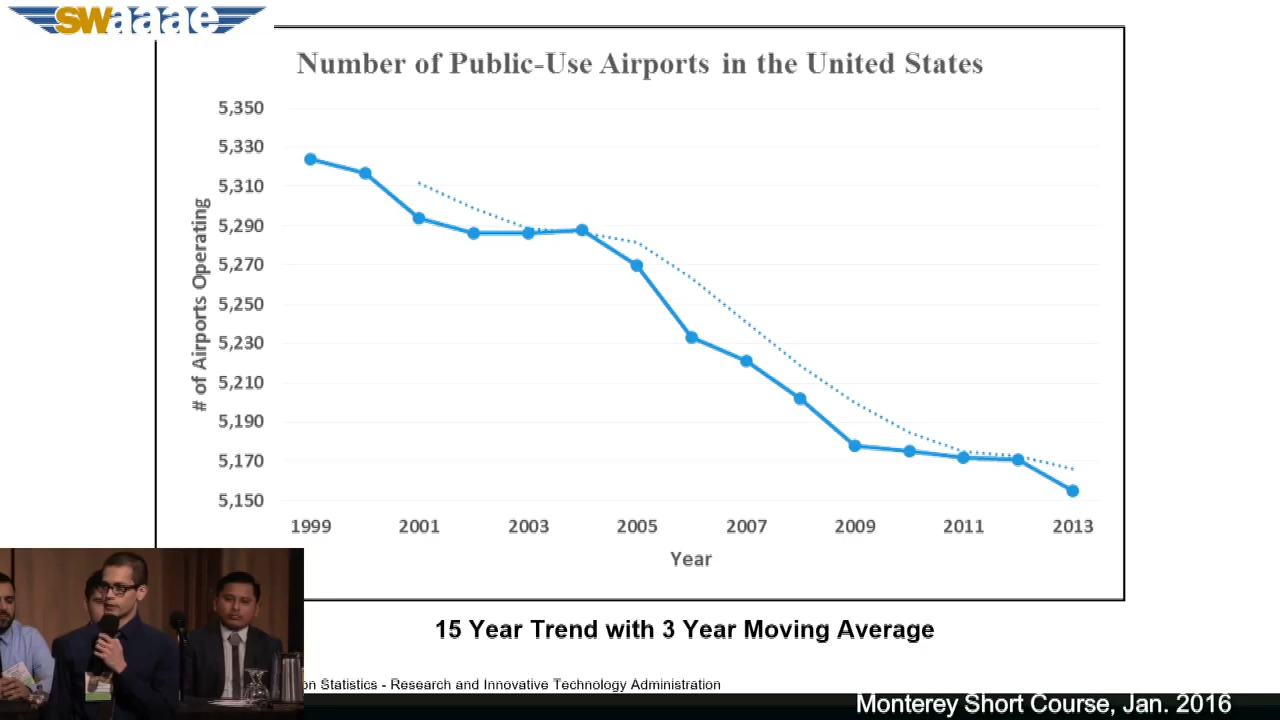 swaaae
Number of Public-Use Airports in the United States
5,350
5,330
5,310
5,290
5,270
5,250
5,230
5,210
5,190
5,170
5,150
# of Airports Operating
1999 2001 2003 2005 2007 2009 2011 2013
Year
15 Year Trend with 3 Year Moving Average
on Statistics - Research and Innovative Technology Administration
Monterey Short Course, Jan. 2016